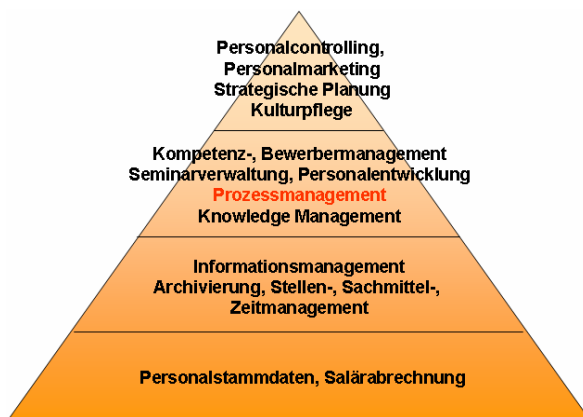 Personalcontrolling,
Personalmarketing
Strategische Planung
Kulturpflege
Kompetenz-, Bewerbermanagement
Seminarverwaltung, Personalentwicklung
Prozessmanagement
Knowledge Management
Informationsmanagement
Archivierung, Stellen-, Sachmittel-,
Zeitmanagement
Personalstammdaten, Salärabrechnung